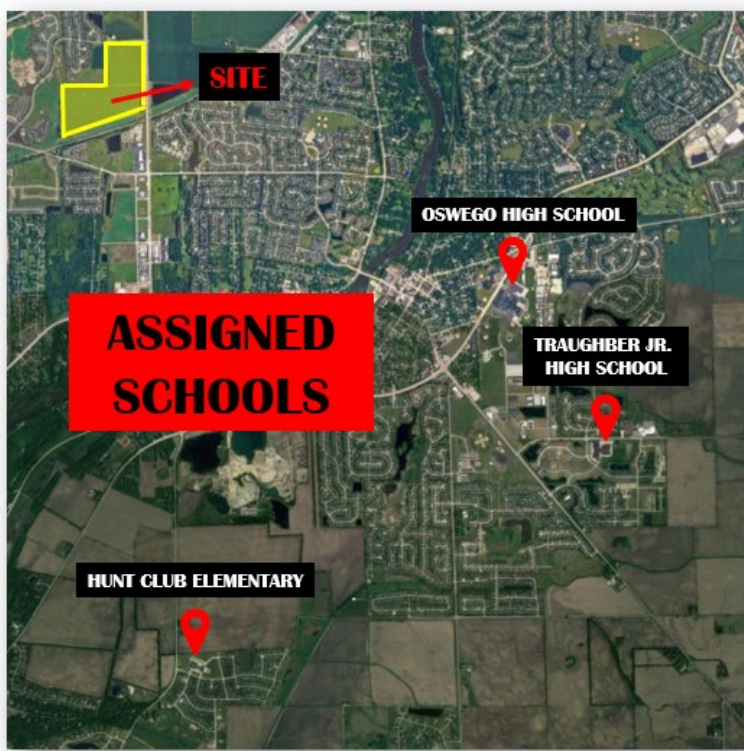 SITE
OSWEGO HIGH SCHOOL
TRAUGHBER JR.
HIGH SCHOOL
ASSIGNED
SCHOOLS
HUNT CLUB ELEMENTARY